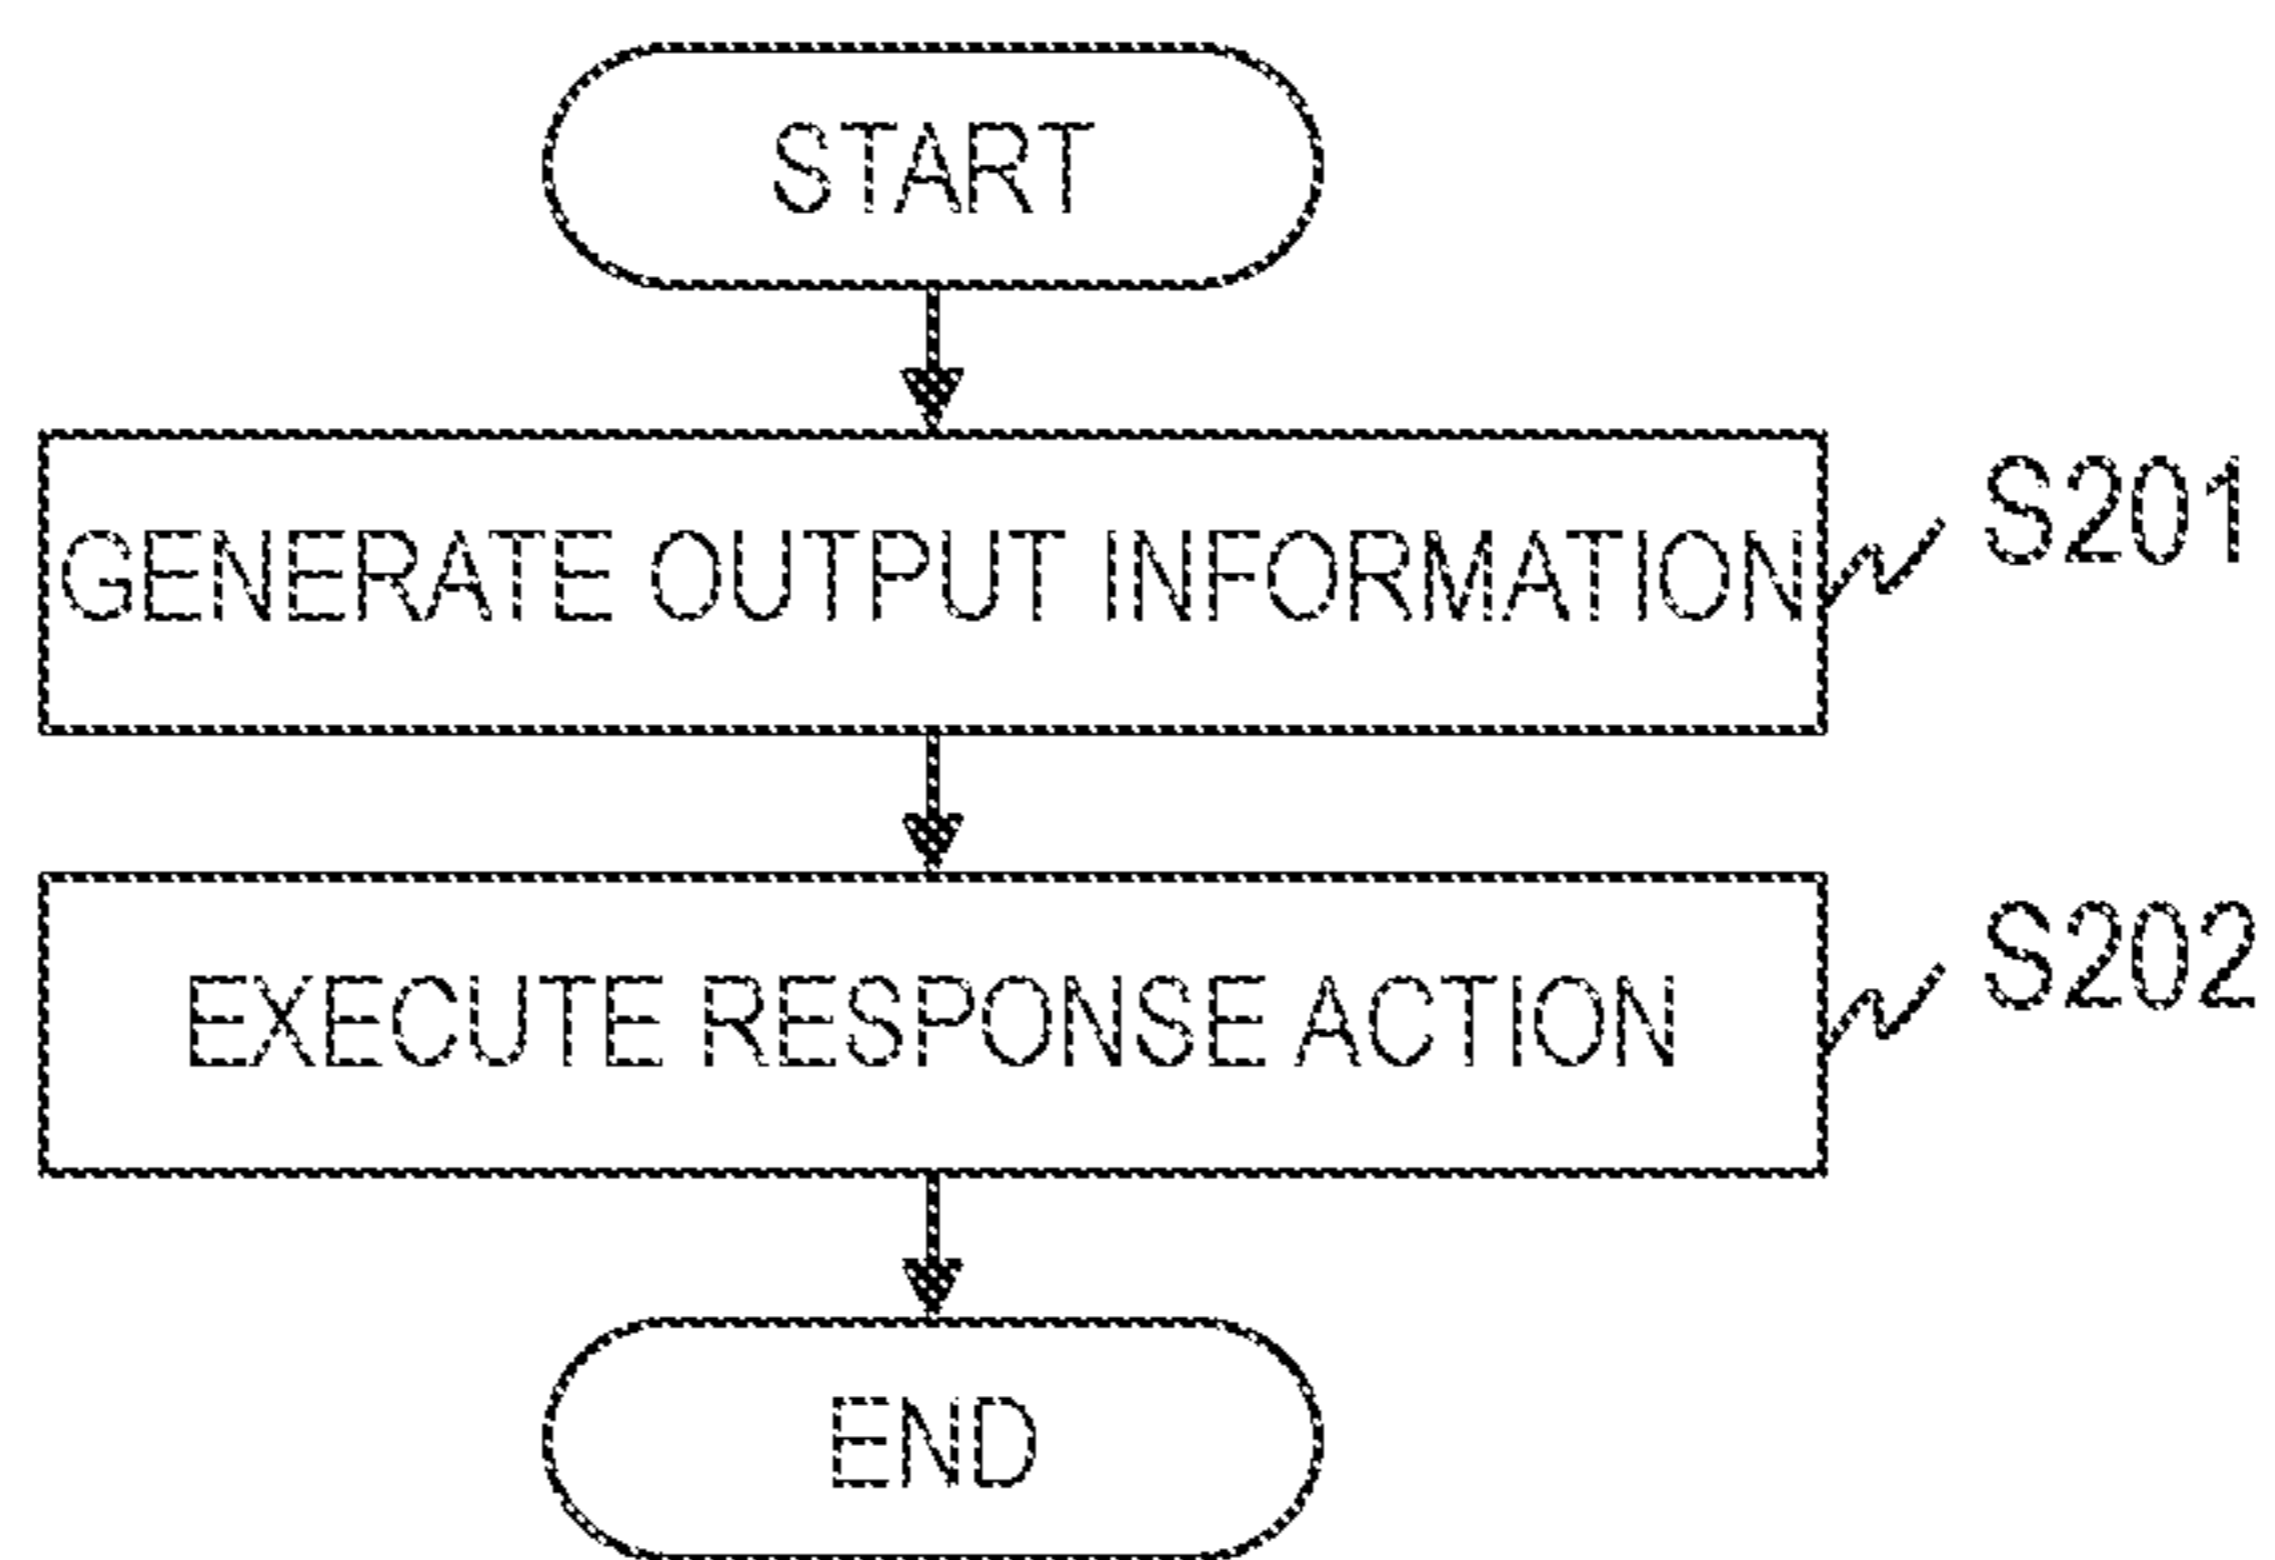 START
GENERATE OUTPUT INFORMATION
S201
EXECUTE RESPONSE ACTION
S202
END